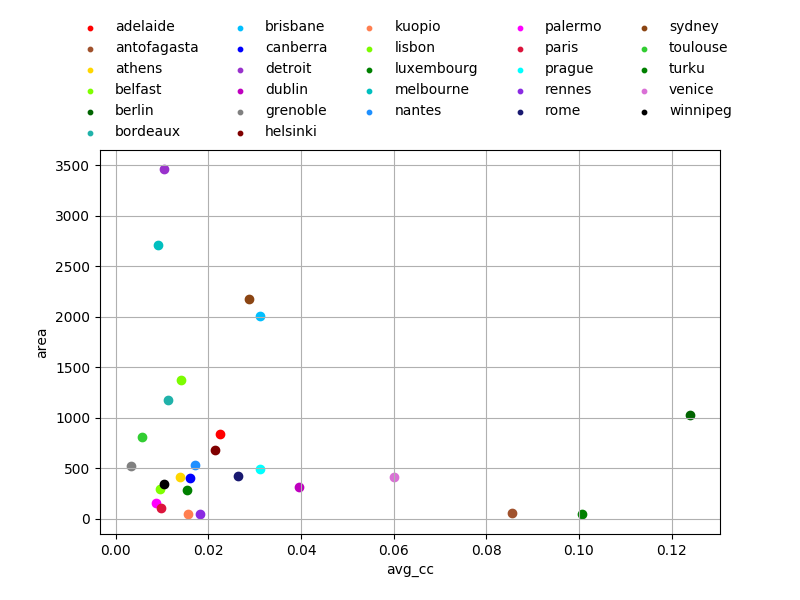 adelaide brisbane kuopio palermo sydney
antofagasta canberra lisbon paris toulouse
athens detroit luxembourg prague turku
belfast dublin melbourne rennes venice
berlin grenoble nantes rome winnipeg
bordeaux helsinki
3500
3000
2500
2000
1500
1000
500
0
area
0.00 0.02 0.04 0.06 0.08 0.10 0.12
avg_cc